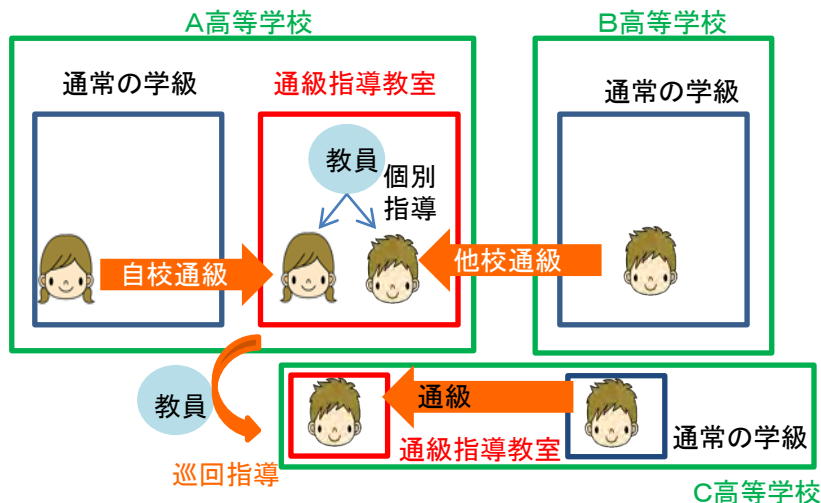 A高等学校
B高等学校
通常の学級
通級指導教室
通常の学級
教員
個別
指導
自校通級
他校通級
教員
通級
通級指導教室
通常の学級
巡回指導
C高等学校